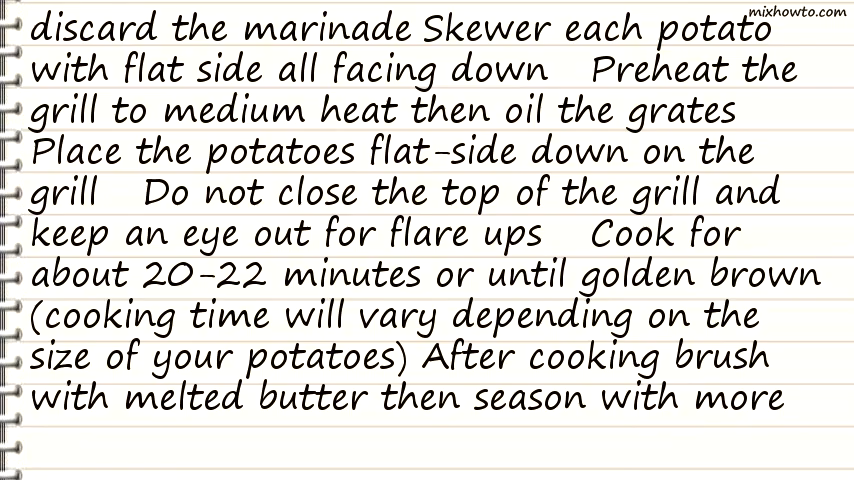 mixhowto.com
discard the marinade Skewer each potato
with flat side all facing down Preheat the
grill to medium heat then oil the grates
Place the potatoes flat-side down on the
grill Do not close the top of the grill and
keep an eye out for flare ups Cook for
about 20-22 minutes or until golden brown
(cooking time will vary depending on the
size of your potatoes) After cooking brush
with melted butter then season with more